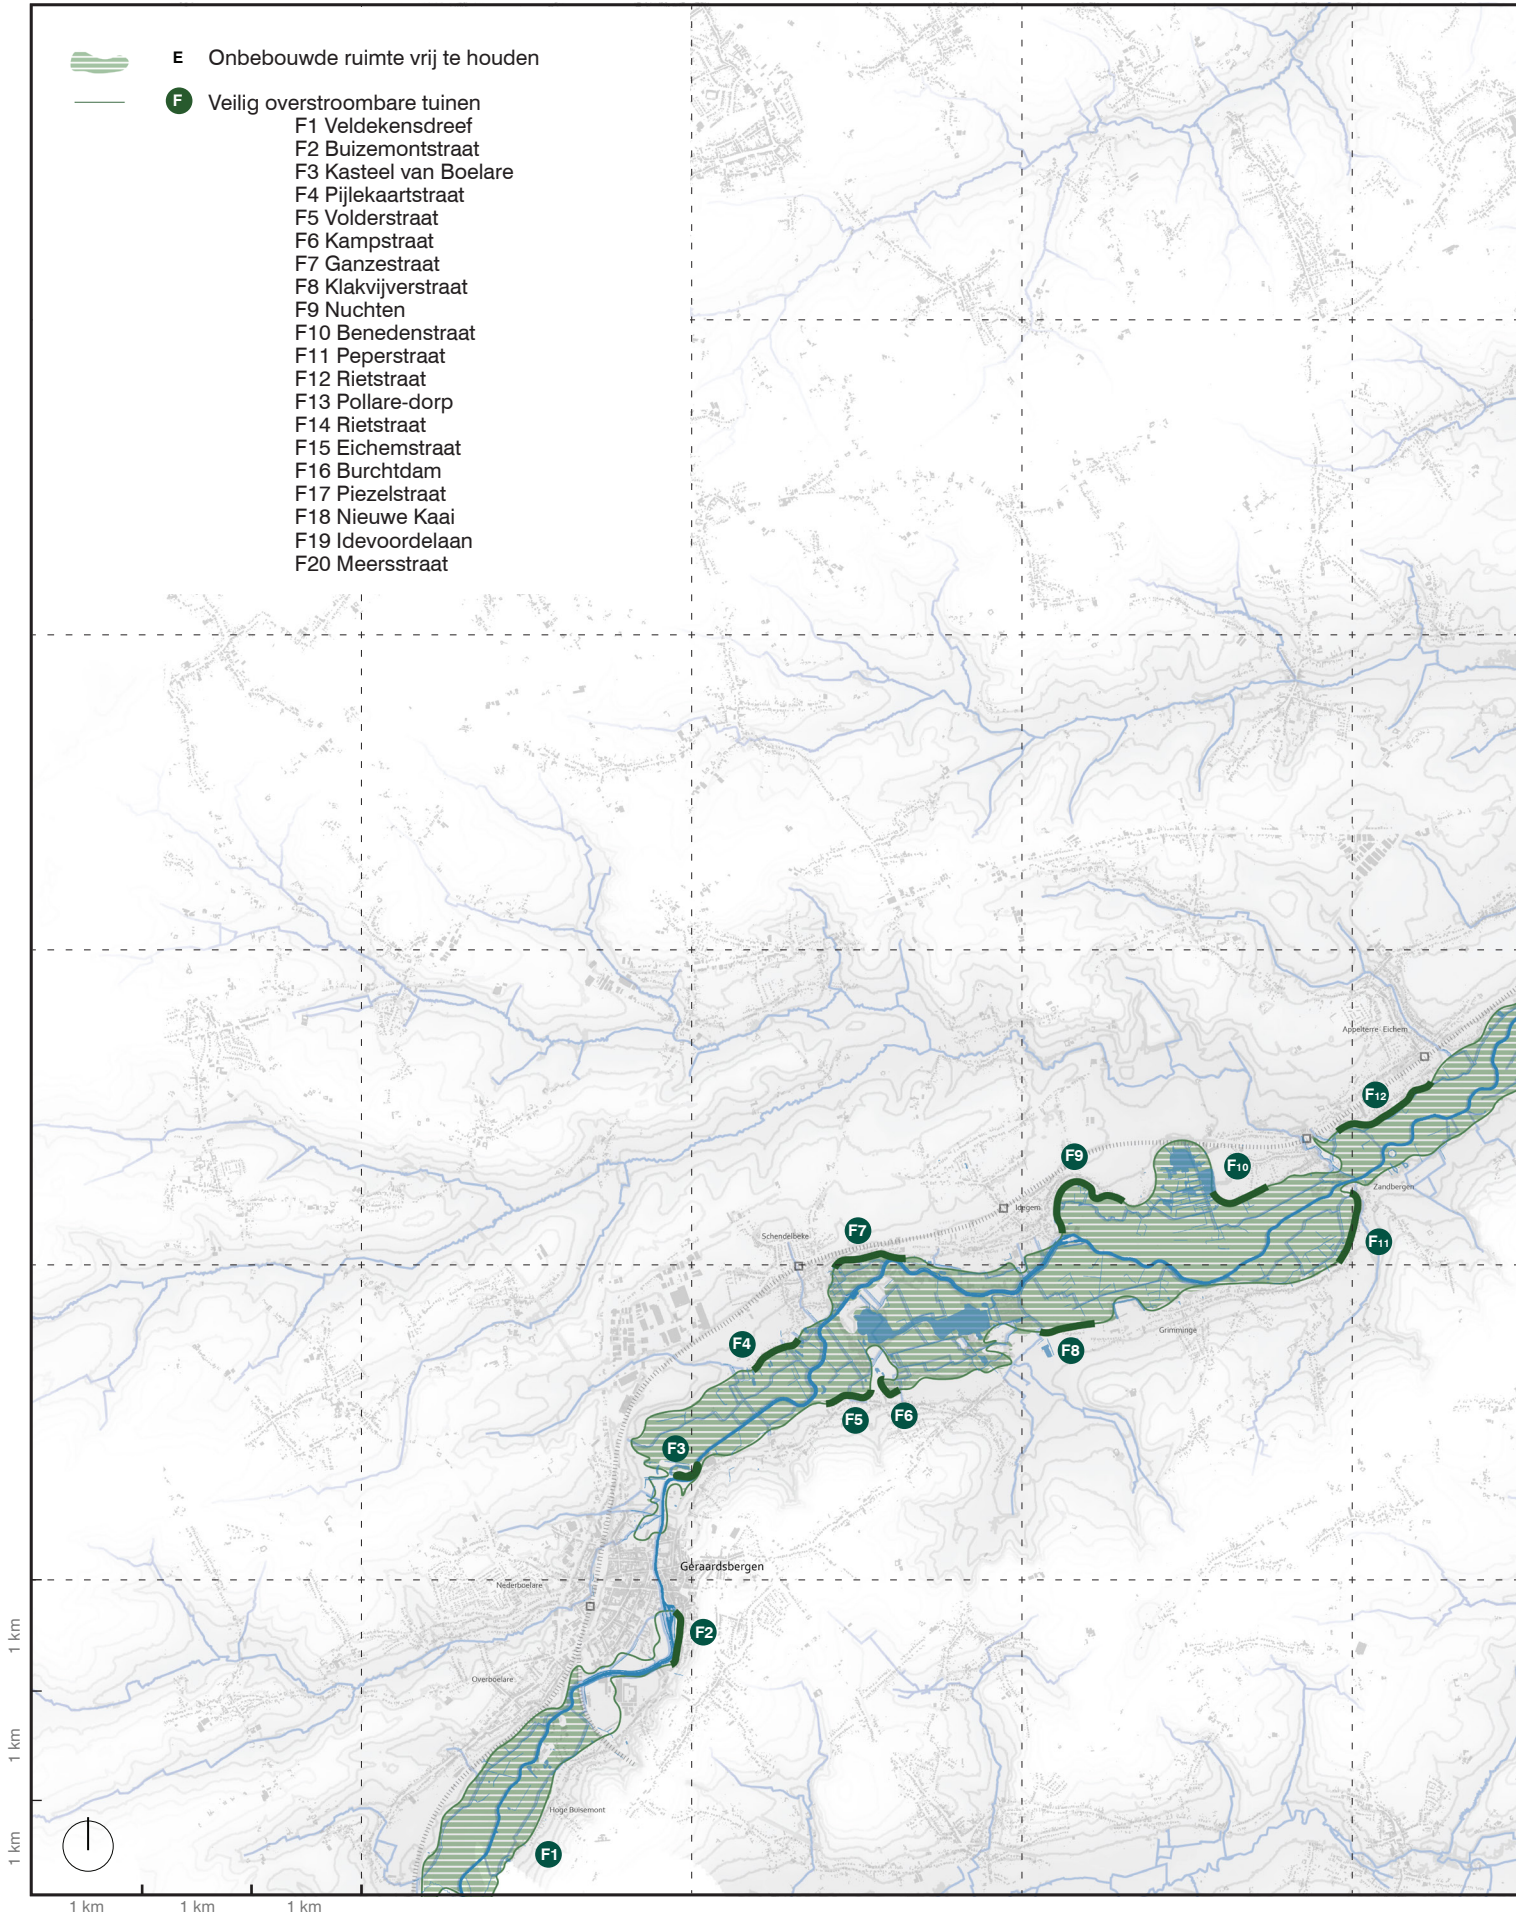 E Onbebouwde ruimte vrij te houden
F Veilig overstroombare tuinen
F1 Veldekensdreef
F2 Buizemontstraat
F3 Kasteel van Boelare
F4 Pijlekaartstraat
F5 Volderstraat
F6 Kampstraat
F7 Ganzestraat
F8 Klakvijverstraat
F9 Nuchten
F10 Benedenstraat
F11 Peperstraat
F12 Rietstraat
F13 Pollare-dorp
F14 Rietstraat
F15 Eichemstraat
F16 Burchtdam
F17 Piezelstraat
F18 Nieuwe Kaai
F19 Idevoordelaan
F20 Meersstraat
Appelterre-Eichem
F12
F9
F10
Zandbergen
Idegem
F7
Schendelbeke
F11
Grimminge
F4
F8
F5
F6
F3
Geraardsbergen
Nederboelare
F2
Overboelare
Hoge Buisemont
F1
1 km
1 km
1 km
1 km
1 km
1 km